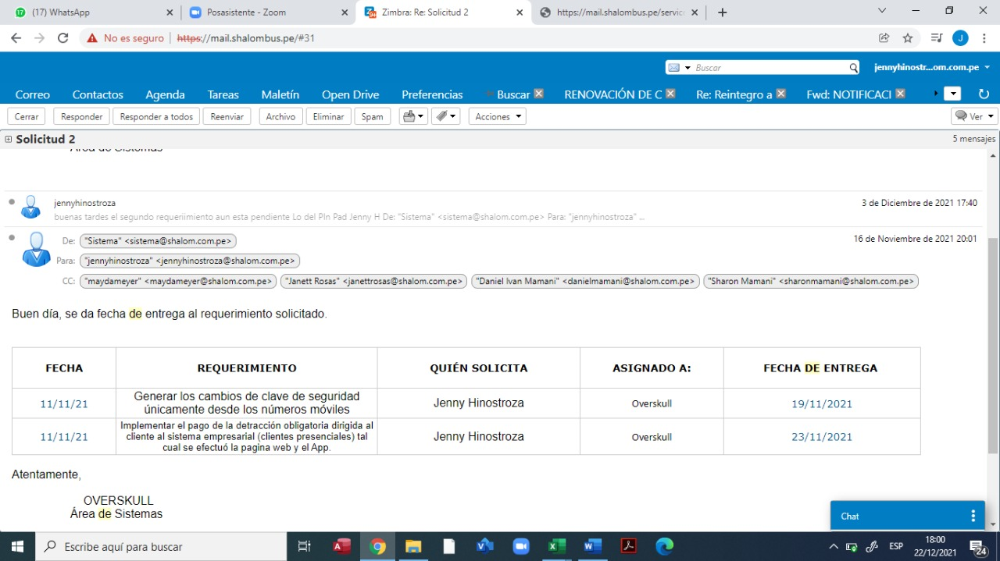 (17) WhatsApp
Posasistente - Zoom
Zimbra: Re: Solicitud 2
https://mail.shalombus.pe/service
No es seguro https://mail.shalombus.pe/#31
J
Buscar
jennyhinostr...om.com.pe
Correo Contactos Agenda Tareas Maletín Open Drive Preferencias Buscar RENOVACIÓN DE C Re: Reintegro a Fwd: NOTIFICACI
Cerrar Responder Responder a todos Reenviar Archivo Eliminar Spam Acciones Ver
Solicitud 2 5 mensajes
Área de Sistemas
jennyhinostroza 3 de Diciembre de 2021 17:40
buenas tardes el segundo requeriimiento aun esta pendiente Lo del PIn Pad Jenny H De: "Sistema" <sistema@shalom.com.pe> Para: "jennyhinostroza" ...
De: "Sistema" <sistema@shalom.com.pe> 16 de Noviembre de 2021 20:01
Para: "jennyhinostroza" <jennyhinostroza@shalom.com.pe>
CC: "maydameyer" <maydameyer@shalom.com.pe> "Janett Rosas" <janettrosas@shalom.com.pe> "Daniel Ivan Mamani" <danielmamani@shalom.com.pe> "Sharon Mamani" <sharonmamani@shalom.com.pe>
Buen día, se da fecha de entrega al requerimiento solicitado.
FECHA REQUERIMIENTO QUIÉN SOLICITA ASIGNADO A: FECHA DE ENTREGA
11/11/21 Generar los cambios de clave de seguridad
únicamente desde los números móviles Jenny Hinostroza Overskull 19/11/2021
11/11/21 Implementar el pago de la detracción obligatoria dirigida al
cliente al sistema empresarial (clientes presenciales) tal
cual se efectuó la pagina web y el App. Jenny Hinostroza Overskull 23/11/2021
Atentamente,
OVERSKULL
Área de Sistemas
Chat
Escribe aquí para buscar
ESP
18:00
22/12/2021
24